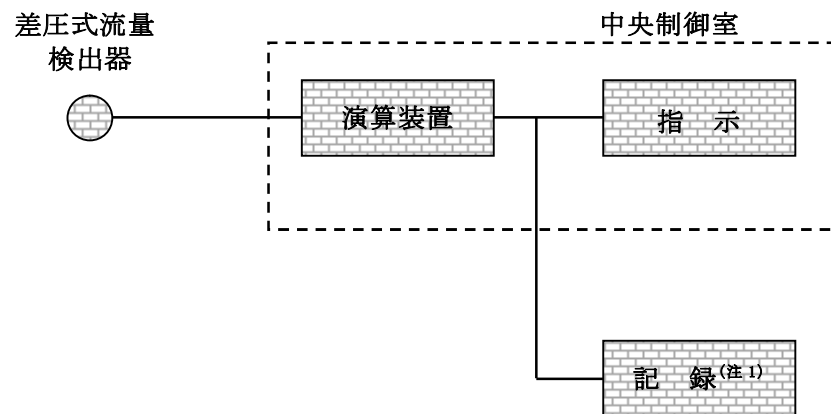 差圧式流量
検出器
中央制御室
演算装置
指　示
記　録(注1)